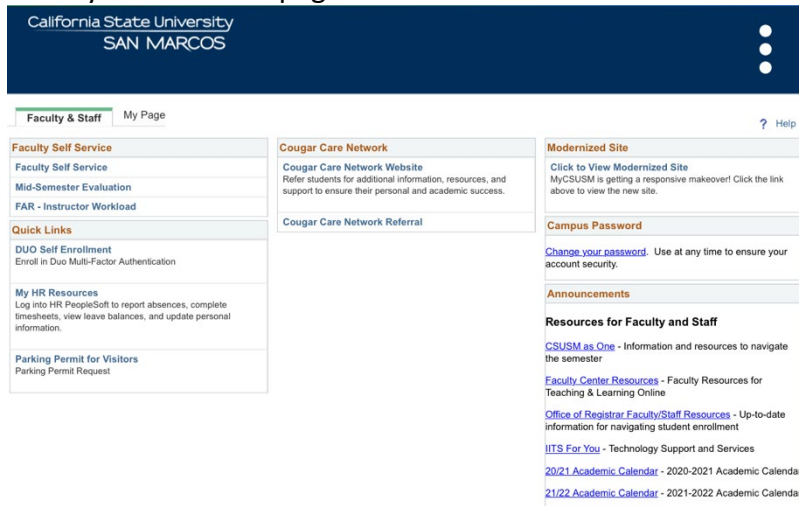 California State University
SAN MARCOS
Faculty & Staff
My Page
? Help
Faculty Self Service
Faculty Self Service
Mid-Semester Evaluation
FAR - Instructor Workload
Quick Links
DUO Self Enrollment
Enroll in Duo Multi-Factor Authentication
My HR Resources
Log into HR PeopleSoft to report absences, complete
timesheets, view leave balances, and update personal
information.
Parking Permit for Visitors
Parking Permit Request
Cougar Care Network
Cougar Care Network Website
Refer students for additional information, resources, and
support to ensure their personal and academic success.
Cougar Care Network Referral
Modernized Site
Click to View Modernized Site
MyCSUSM is getting a responsive makeover! Click the link
above to view the new site.
Campus Password
Change your password. Use at any time to ensure your
account security.
Announcements
Resources for Faculty and Staff
CSUSM as One - Information and resources to navigate
the semester
Faculty Center Resources - Faculty Resources for
Teaching & Learning Online
Office of Registrar Faculty/Staff Resources - Up-to-date
information for navigating student enrollment
IITS For You - Technology Support and Services
20/21 Academic Calendar - 2020-2021 Academic Calendar
21/22 Academic Calendar - 2021-2022 Academic Calendar